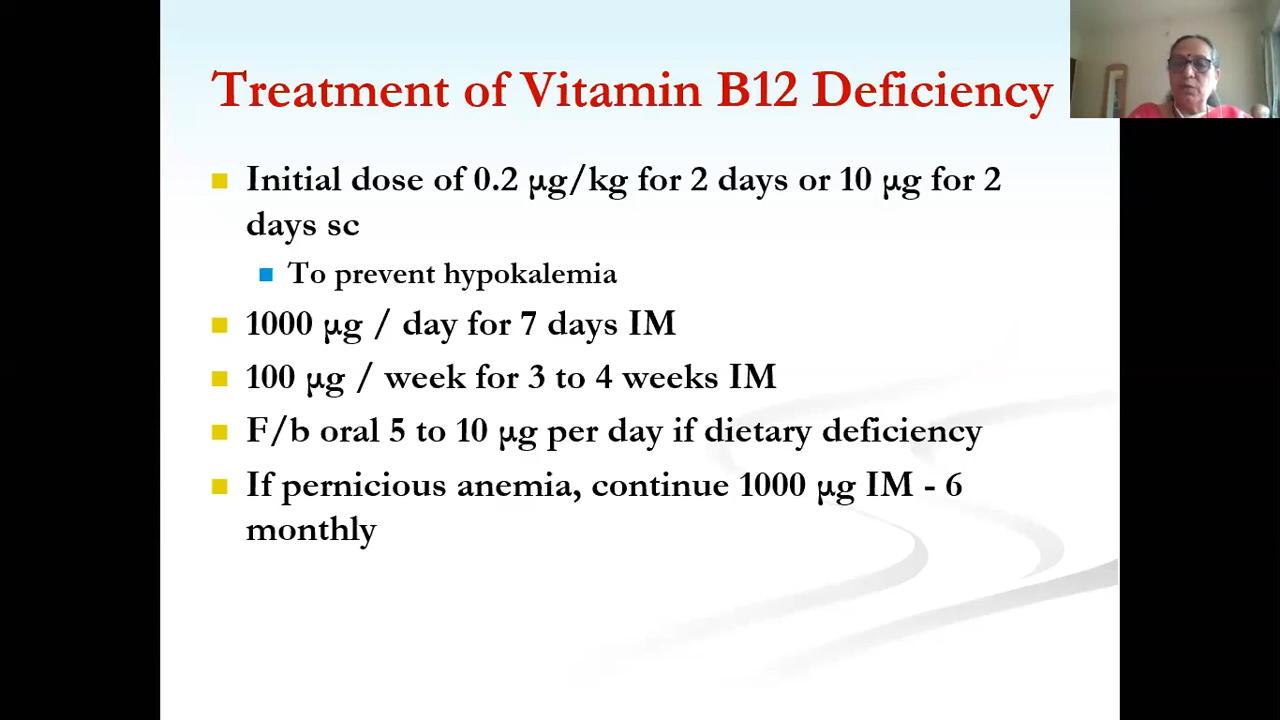 Treatment of Vitamin B12 Deficiency
Initial dose of 0.2 µg/kg for 2 days or 10 µg for 2
days sc
To prevent hypokalemia
1000 µg / day for 7 days IM
100 µg / week for 3 to 4 weeks IM
F/b oral 5 to 10 µg per day if dietary deficiency
If pernicious anemia, continue 1000 µg IM - 6
monthly